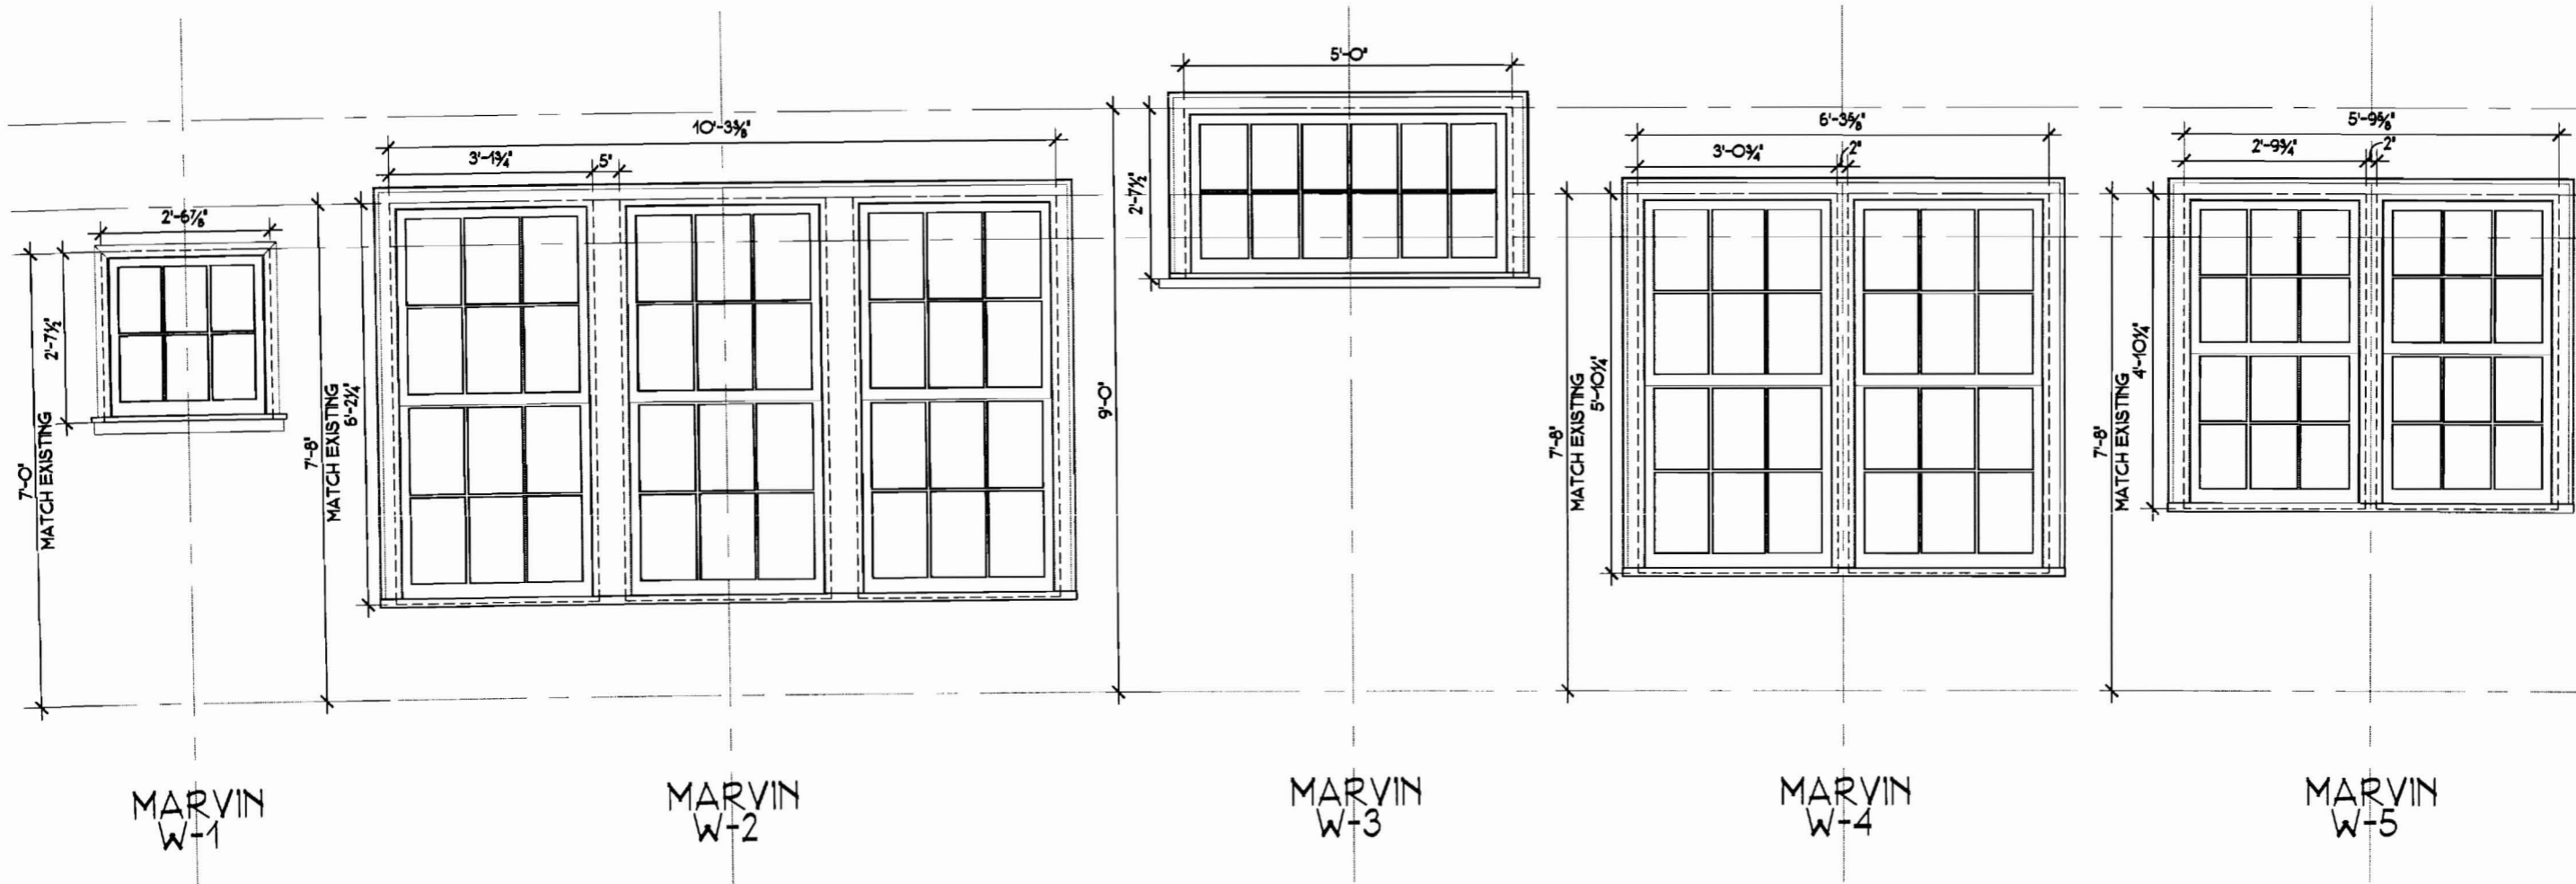 2'-6⅞"
2'-7½"
7'-0"
MATCH EXISTING
MARVIN
W-1
10'-3⅝"
3'-1¾"
5"
6'-2¼"
7'-8"
MATCH EXISTING
MARVIN
W-2
5'-0"
2'-7½"
9'-0"
MARVIN
W-3
6'-3⅝"
3'-0¾"
2"
5'-10¼"
7'-8"
MATCH EXISTING
MARVIN
W-4
5'-9⅝"
2'-9¾"
2"
4'-10¼"
7'-8"
MATCH EXISTING
MARVIN
W-5